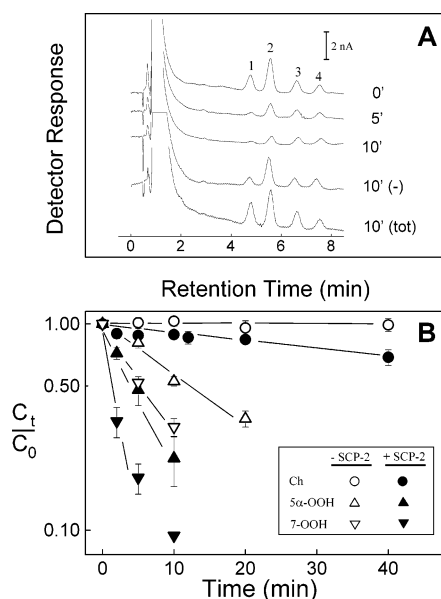 A
2 nA
1 2 3 4
0'
5'
10'
10' (-)
10' (tot)
Detector Response
0 2 4 6 8
Retention Time (min)
B
1.00
0.50
0.10
Ct
C0
- SCP-2 + SCP-2
Ch
5α-OOH
7-OOH
0 10 20 30 40
Time (min)